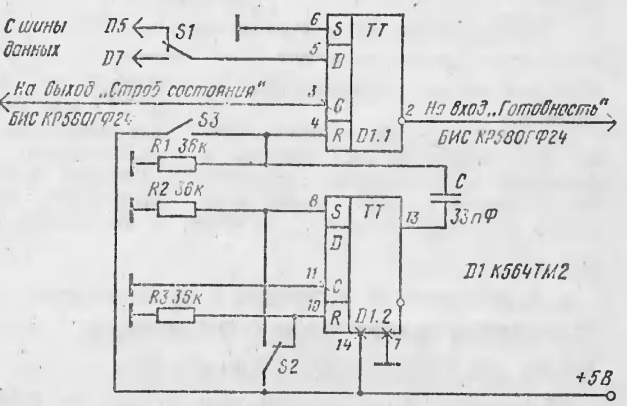 С шины данных
D5
D7
S1
6 S TT
5 D
3 C
4 R D1.1
2
На выход „Строб состояния"
БИС КР580ГФ24
На вход „Готовность"
БИС КР580ГФ24
S3
R1 36к
R2 36к
R3 36к
C
33пФ
8 S TT
D
11 C
10 R D1.2
13
14
7
S2
D1 К564ТМ2
+5В